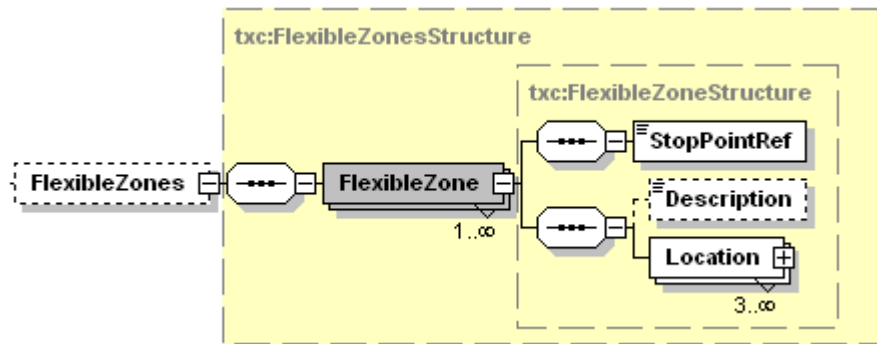 txc:FlexibleZonesStructure
txc:FlexibleZoneStructure
StopPointRef
FlexibleZones
FlexibleZone
1..∞
Description
Location
3..∞